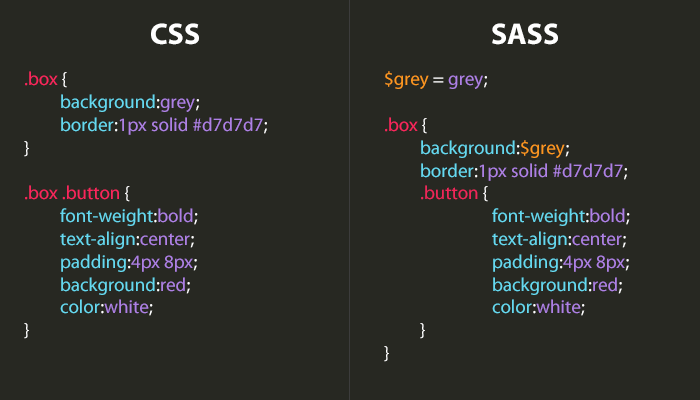 CSS
.box {
background:grey;
border:1px solid #d7d7d7;
}
.box .button {
font-weight:bold;
text-align:center;
padding:4px 8px;
background:red;
color:white;
}
SASS
$grey = grey;
.box {
background:$grey;
border:1px solid #d7d7d7;
.button {
font-weight:bold;
text-align:center;
padding:4px 8px;
background:red;
color:white;
}
}